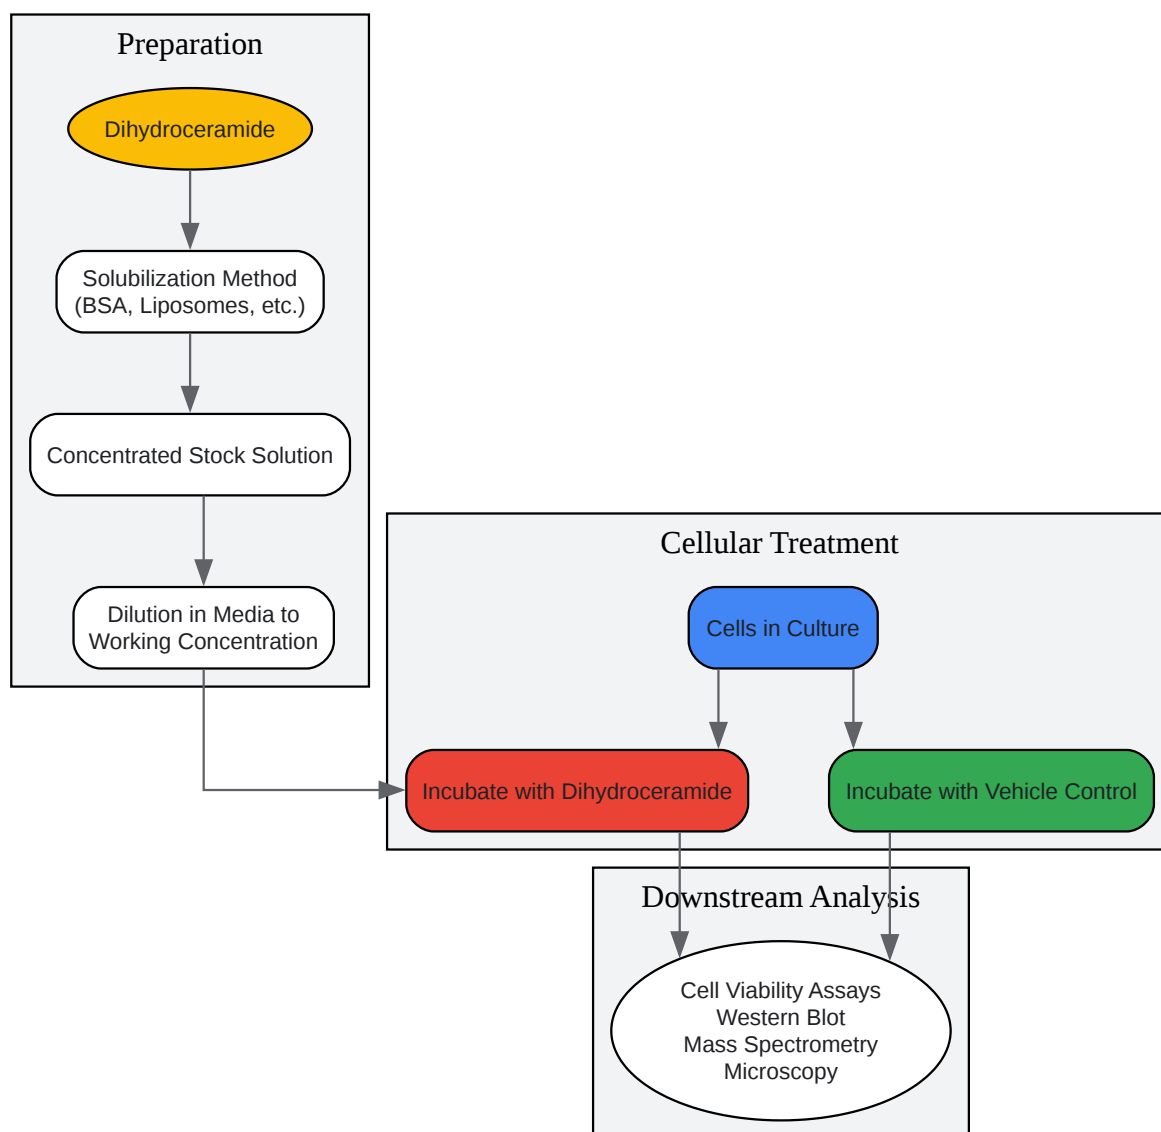 Preparation
Dihydroceramide
Solubilization Method
(BSA, Liposomes, etc.)
Concentrated Stock Solution
Dilution in Media to
Working Concentration
Cellular Treatment
Cells in Culture
Incubate with Dihydroceramide
Incubate with Vehicle Control
Downstream Analysis
Cell Viability Assays
Western Blot
Mass Spectrometry
Microscopy